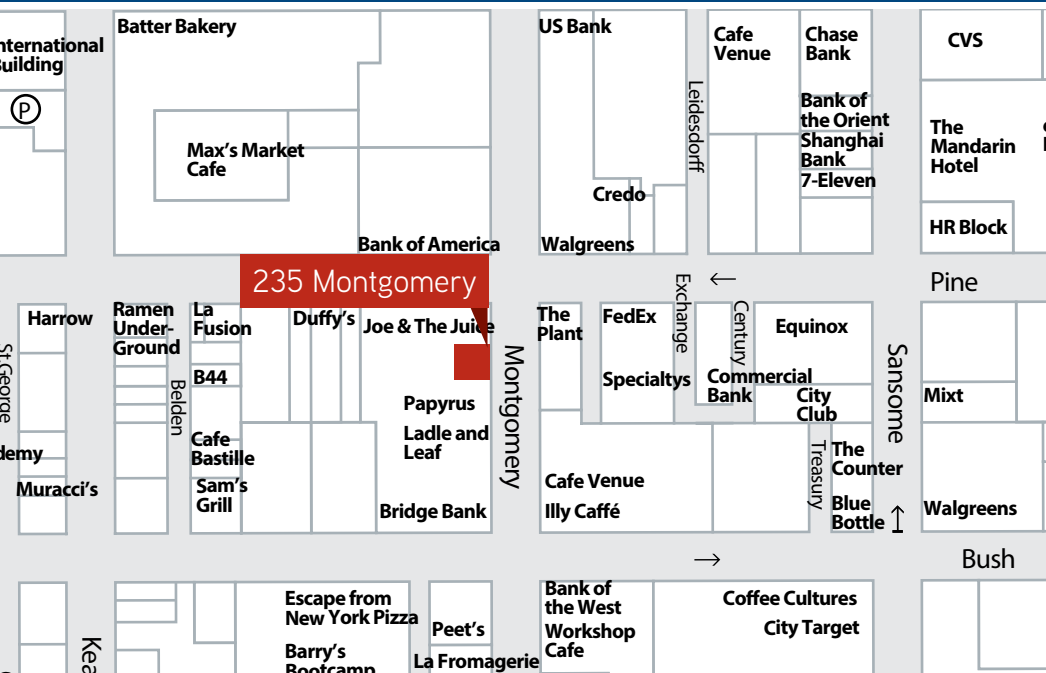 Batter Bakery
US Bank
Cafe
Venue
Chase
Bank
CVS
nternational
uilding
P
Leidesdorff
Bank of
the Orient
Shanghai
Bank
7-Eleven
The
Mandarin
Hotel
Max's Market
Cafe
Credo
HR Block
Bank of America
Walgreens
235 Montgomery
Exchange
←
Pine
Harrow
Ramen
Under-
Ground
La
Fusion
Duffy's
Joe & The Juice
The
Plant
FedEx
Century
Equinox
St.George
Belden
B44
Montgomery
Specialtys
Commercial
Bank
City
Club
Sansome
Mixt
Papyrus
Ladle and
Leaf
demy
Cafe
Bastille
Treasury
The
Counter
Muracci's
Sam's
Grill
Bridge Bank
Cafe Venue
Illy Caffé
Blue
Bottle
Walgreens
→
Bush
Kea
Escape from
New York Pizza
Barry's
Bootcamp
Peet's
La Fromagerie
Bank of
the West
Workshop
Cafe
Coffee Cultures
City Target